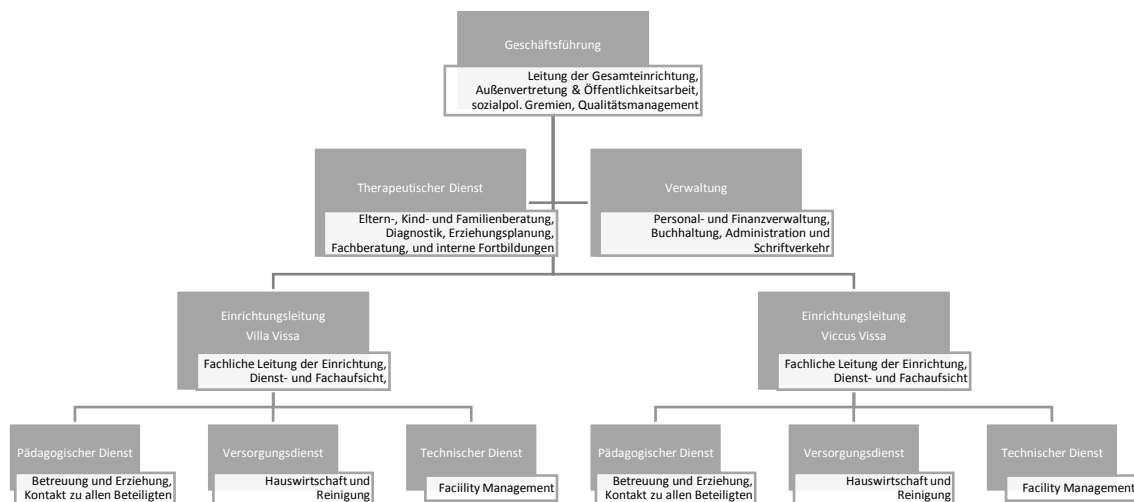 Geschäftsführung
Leitung der Gesamteinrichtung,
Außenvertretung & Öffentlichkeitsarbeit,
sozialpol. Gremien, Qualitätsmanagement
Therapeutischer Dienst
Eltern-, Kind- und Familienberatung,
Diagnostik, Erziehungsplanung,
Fachberatung, und interne Fortbildungen
Verwaltung
Personal- und Finanzverwaltung,
Buchhaltung, Administration und
Schriftverkehr
Einrichtungsleitung
Villa Vissa
Fachliche Leitung der Einrichtung,
Dienst- und Fachaufsicht,
Einrichtungsleitung
Viccus Vissa
Fachliche Leitung der Einrichtung,
Dienst- und Fachaufsicht
Pädagogischer Dienst
Betreuung und Erziehung,
Kontakt zu allen Beteiligten
Versorgungsdienst
Hauswirtschaft und
Reinigung
Technischer Dienst
Faciility Management
Pädagogischer Dienst
Betreuung und Erziehung,
Kontakt zu allen Beteiligten
Versorgungsdienst
Hauswirtschaft und
Reinigung
Technischer Dienst
Facility Management